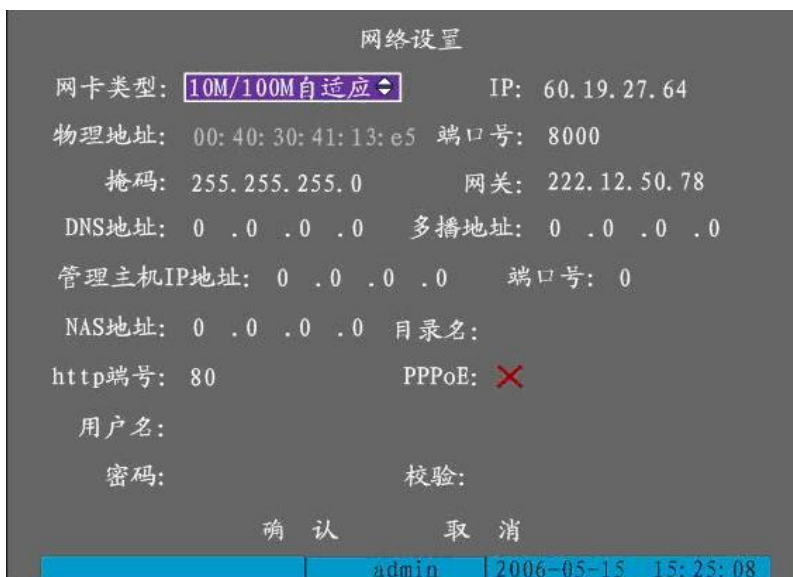 网络设置
网卡类型: 10M/100M自适应 IP: 60.19.27.64
物理地址: 00:40:30:41:13:e5 端口号: 8000
掩码: 255.255.255.0 网关: 222.12.50.78
DNS地址: 0 .0 .0 .0 多播地址: 0 .0 .0 .0
管理主机IP地址: 0 .0 .0 .0 端口号: 0
NAS地址: 0 .0 .0 .0 目录名:
http端号: 80 PPPoE:
用户名:
密码: 校验:
确 认 取 消
admin 2006-05-15 15:25:08